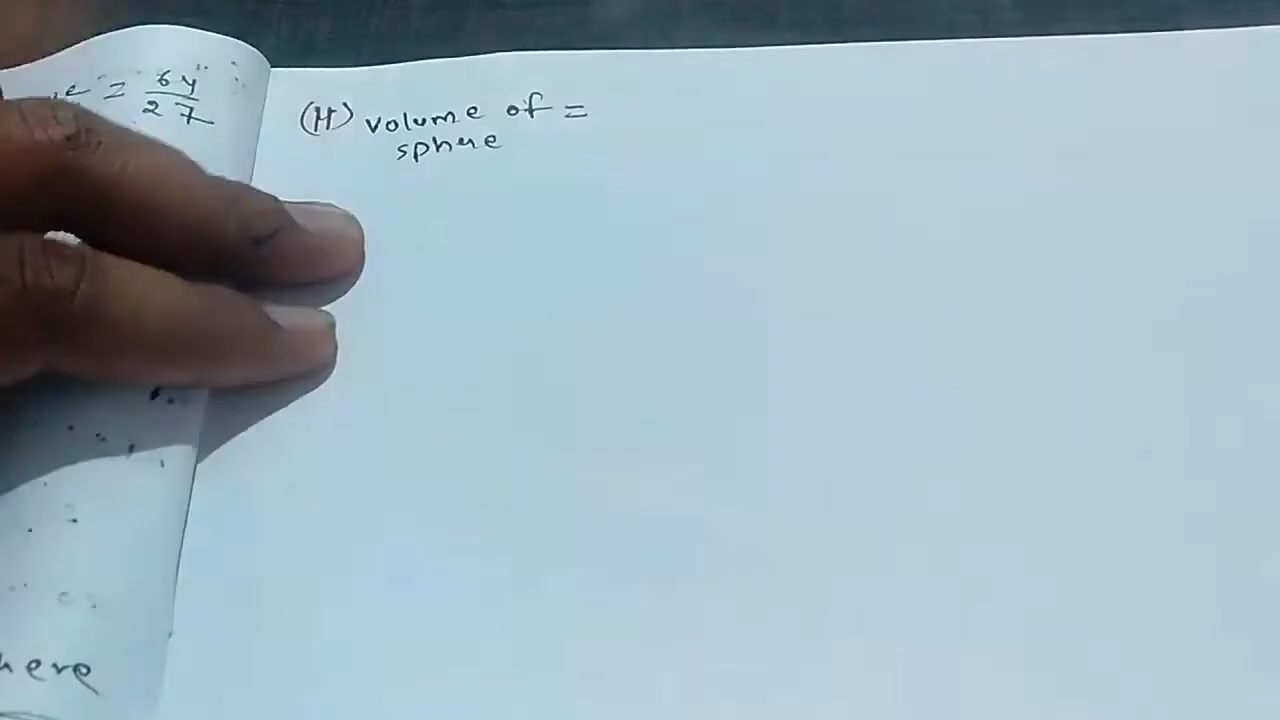 = 64
27
(H) volume of =
sphere
here